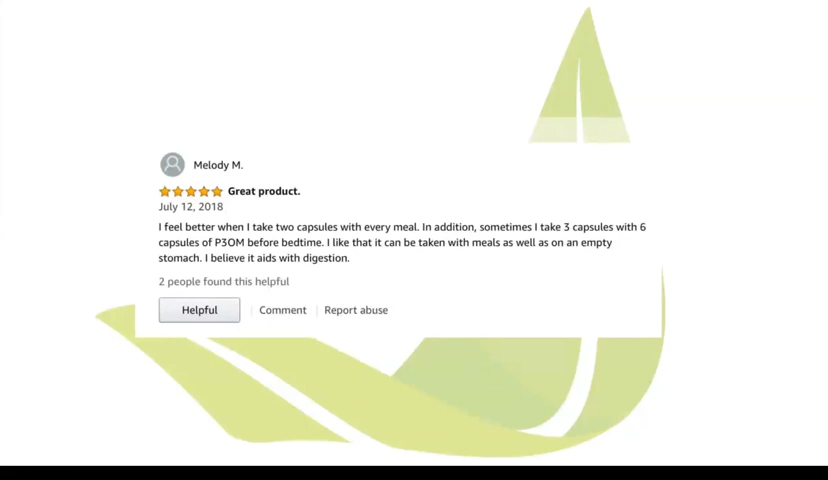 Melody M.
Great product.
July 12, 2018
I feel better when I take two capsules with every meal. In addition, sometimes I take 3 capsules with 6
capsules of P3OM before bedtime. I like that it can be taken with meals as well as on an empty
stomach. I believe it aids with digestion.
2 people found this helpful
Helpful | Comment | Report abuse